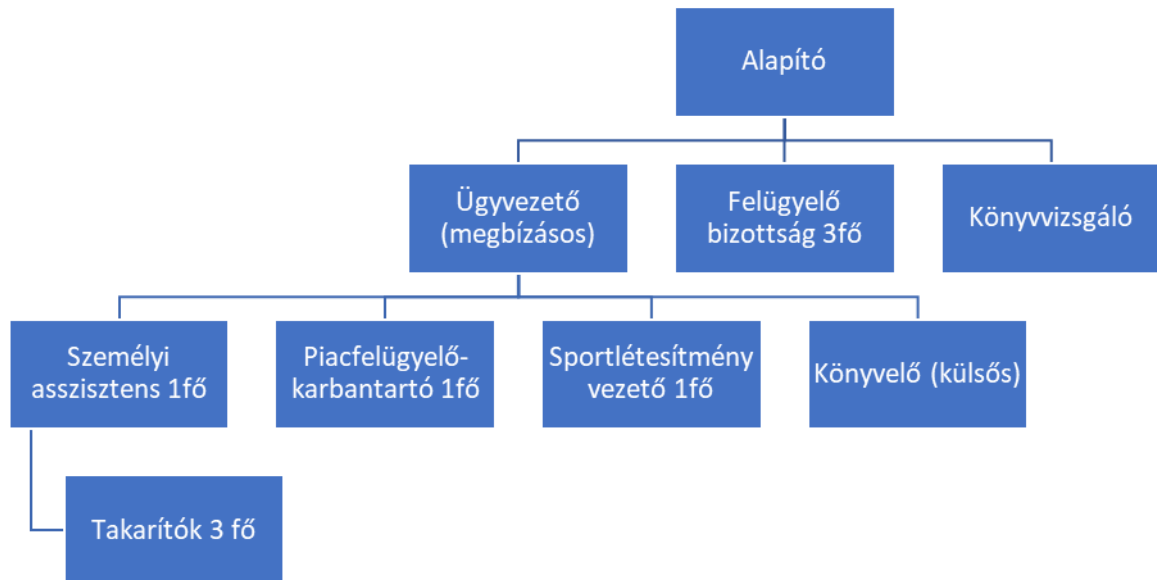 Alapító
Ügyvezető
(megbízásos)
Felügyelő
bizottság 3fő
Könyvvizsgáló
Személyi
asszisztens 1fő
Piacfelügyelő-
karbantartó 1fő
Sportlétesítmény
vezető 1fő
Könyvelő (külsős)
Takarítók 3 fő